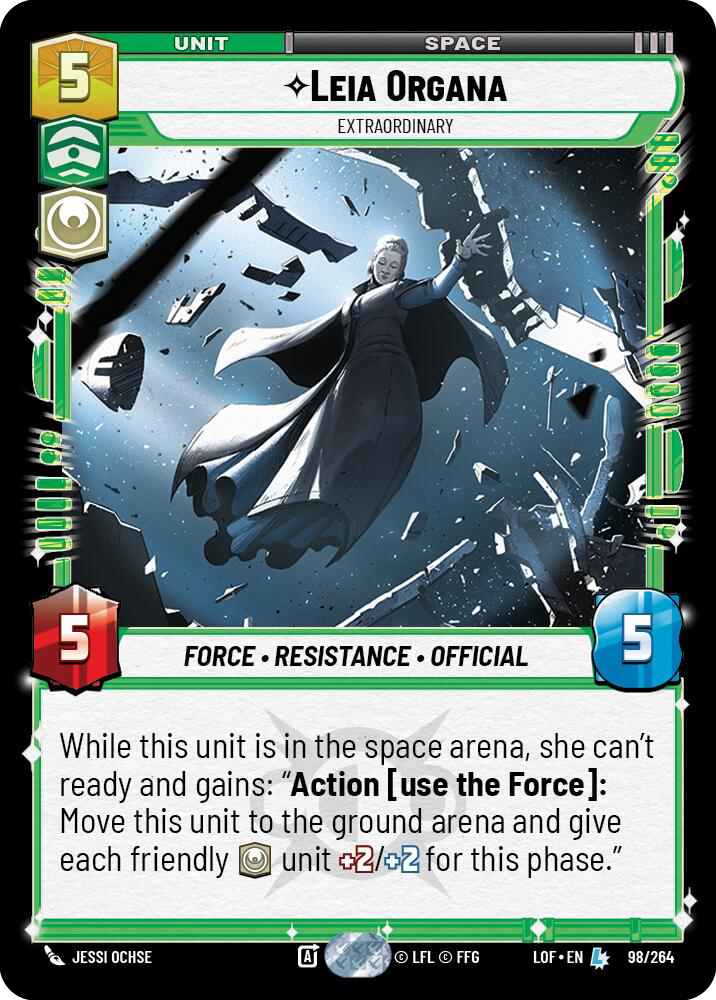 UNIT
SPACE
5
LEIA ORGANA
EXTRAORDINARY
5
5
FORCE • RESISTANCE • OFFICIAL
While this unit is in the space arena, she can't
ready and gains: “Action [use the Force]:
Move this unit to the ground arena and give
each friendly unit +2/+2 for this phase.”
JESSI OCHSE
A
© LFL © FFG
LOF • EN
L
98/264